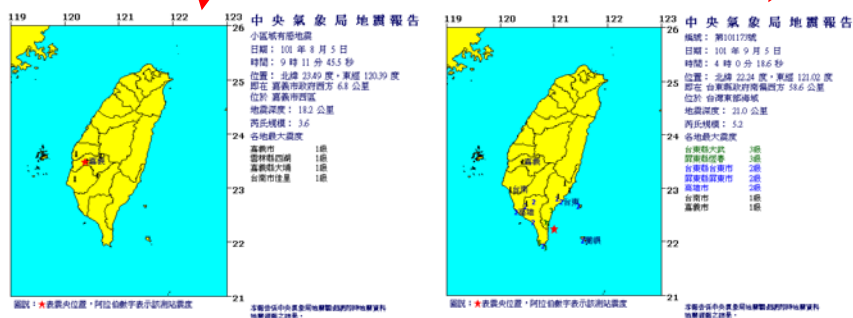 119 120 121 122 123
26
25
24
23
22
21
嘉義
1
1
圖說：★表震央位置，阿拉伯數字表示該測站震度
中央氣象局地震報告
小區域有感地震
日期：101 年 8 月 5 日
時間：9 時 11 分 45.5 秒
位置：北緯 23.49 度，東經 120.39 度
即在 嘉義市政府西方 6.8 公里
位於 嘉義市西區
地震深度：18.2 公里
芮氏規模：3.6
各地最大震度
嘉義市 1級
雲林縣四湖 1級
嘉義縣大埔 1級
台南市佳里 1級
119 120 121 122 123
26
25
24
23
22
21
嘉義
台南
高雄
台東
圖說：★表震央位置，阿拉伯數字表示該測站震度
中央氣象局地震報告
編號：第101173號
日期：101 年 9 月 5 日
時間：4 時 0 分 18.6 秒
位置：北緯 22.24 度，東經 121.02 度
即在 台東縣政府南偏西方 58.6 公里
位於 台灣東部海域
地震深度：21.0 公里
芮氏規模：5.2
各地最大震度
台東縣大武 3級
屏東縣恆春 3級
台東縣台東市 2級
屏東縣屏東市 2級
高雄市 2級
台南市 1級
嘉義市 1級